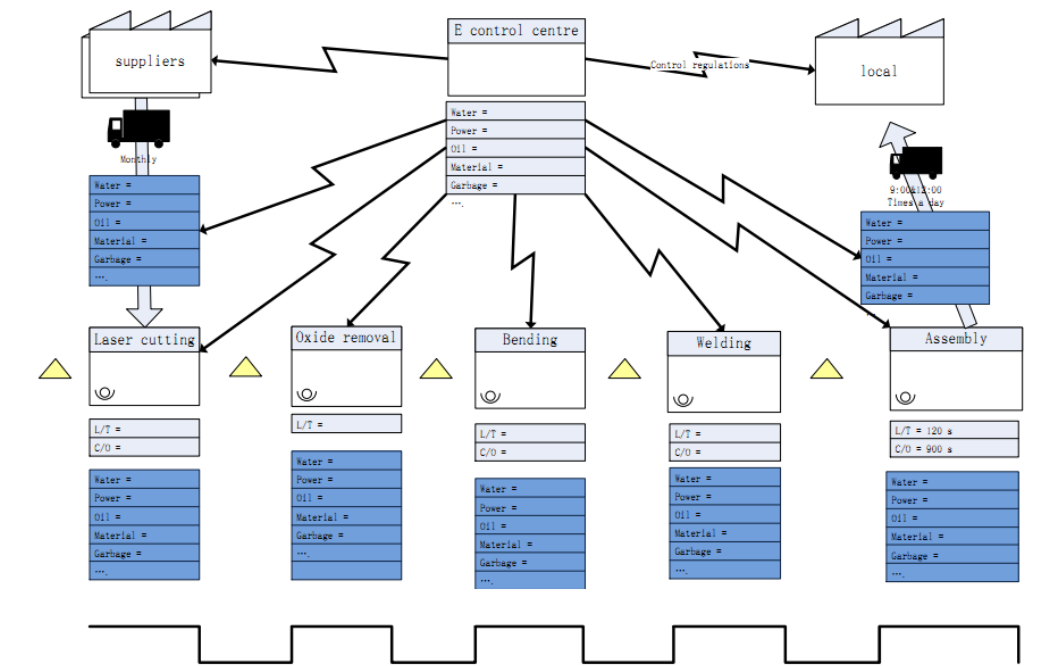 E control centre
suppliers
Control regulations
local
Water =
Power =
Oil =
Material =
Garbage =
….
Monthly
Water =
Power =
Oil =
Material =
Garbage =
….
9:00&12:00
Times a day
Water =
Power =
Oil =
Material =
Garbage =
Laser cutting
Oxide removal
Bending
Welding
Assembly
L/T =
C/O =
L/T =
L/T =
C/O =
L/T =
C/O =
L/T = 120 s
C/O = 900 s
Water =
Power =
Oil =
Material =
Garbage =
….
Water =
Power =
Oil =
Material =
Garbage =
….
Water =
Power =
Oil =
Material =
Garbage =
….
Water =
Power =
Oil =
Material =
Garbage =
….
Water =
Power =
Oil =
Material =
Garbage =
….